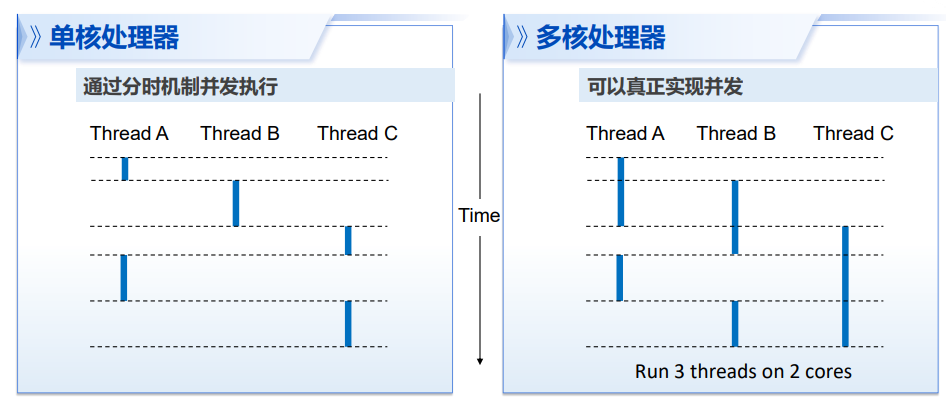 单核处理器
通过分时机制并发执行
Thread A Thread B Thread C
Time
多核处理器
可以真正实现并发
Thread A Thread B Thread C
Run 3 threads on 2 cores